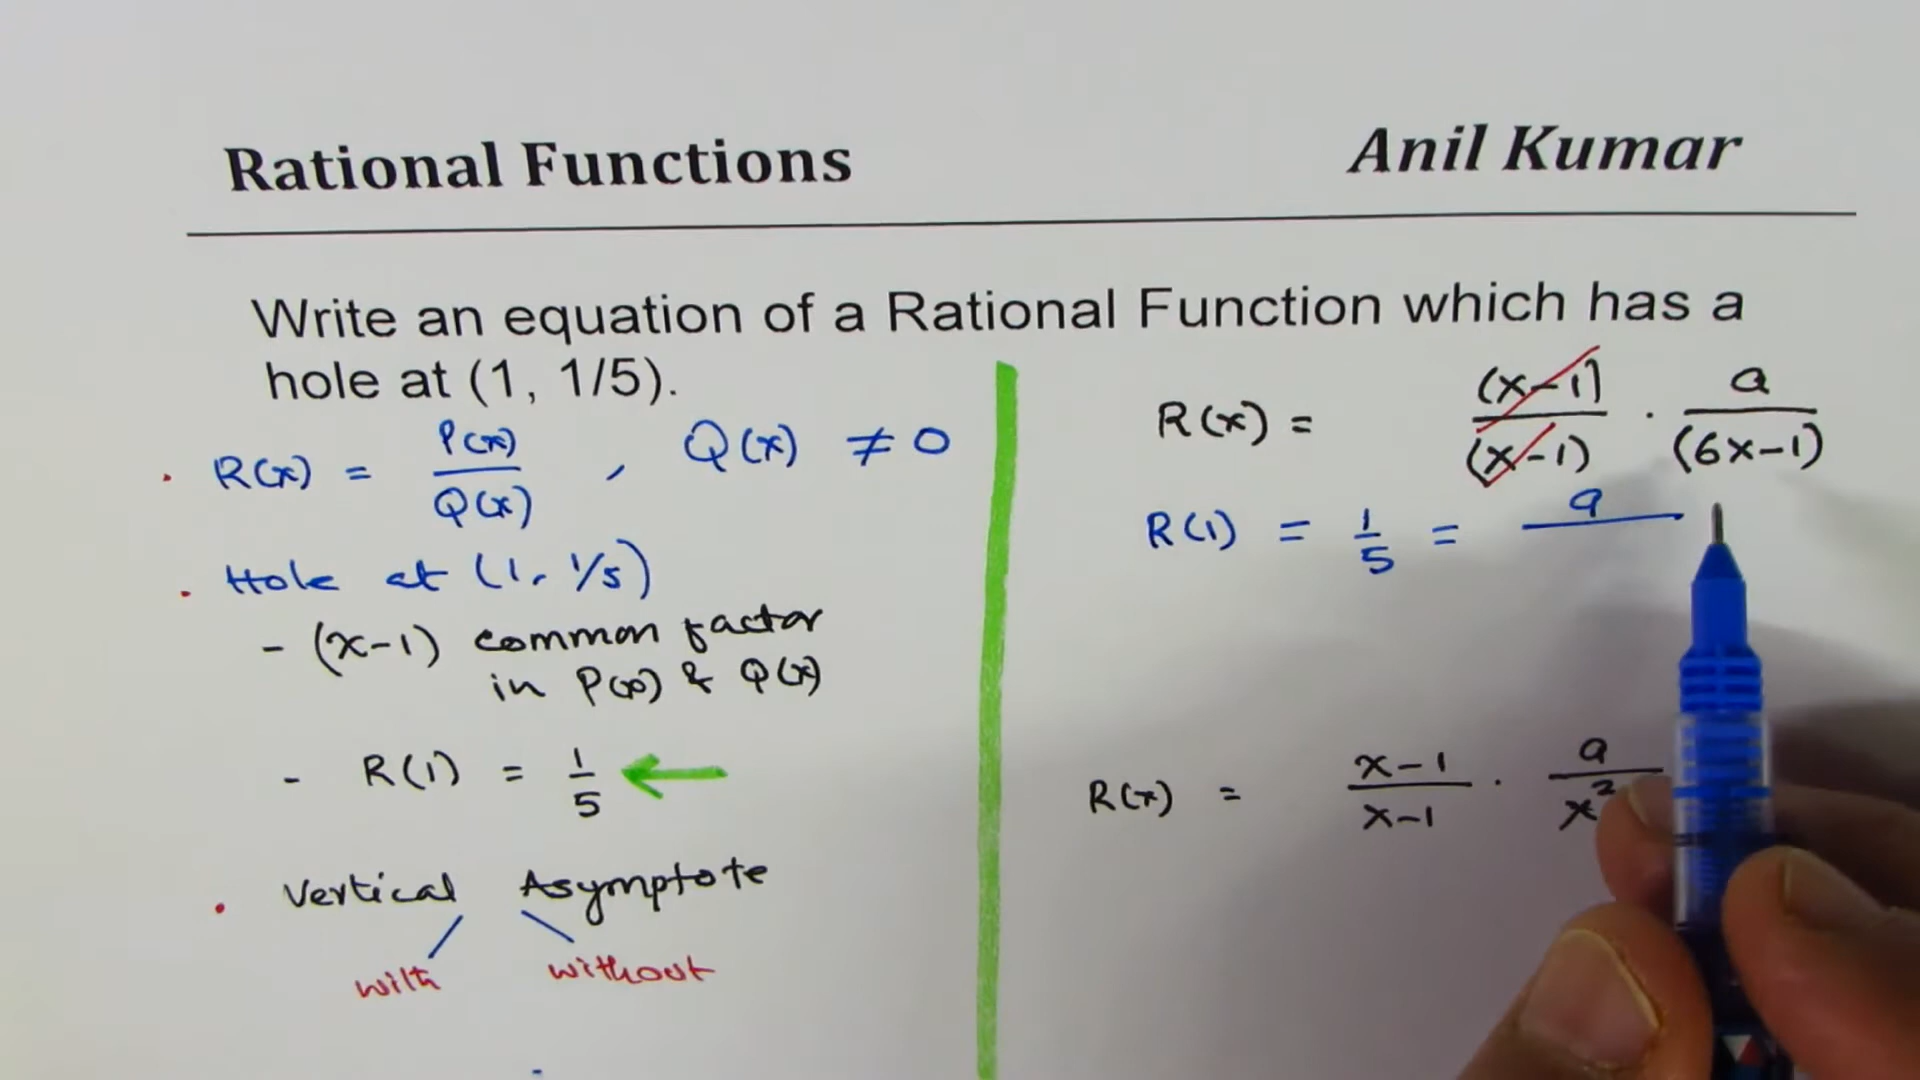 Rational Functions
Anil Kumar
Write an equation of a Rational Function which has a
hole at (1, 1/5).
. R(x) = P(x)/Q(x) , Q(x) ≠ 0
. Hole at (1, 1/5)
- (x-1) common factor
in P(x) & Q(x)
- R(1) = 1/5 ←
. Vertical Asymptote
with
without
R(x) = (x-1)/(x-1) · a/(6x-1)
R(1) = 1/5 = a
R(x) = x-1/x-1 · a/x²